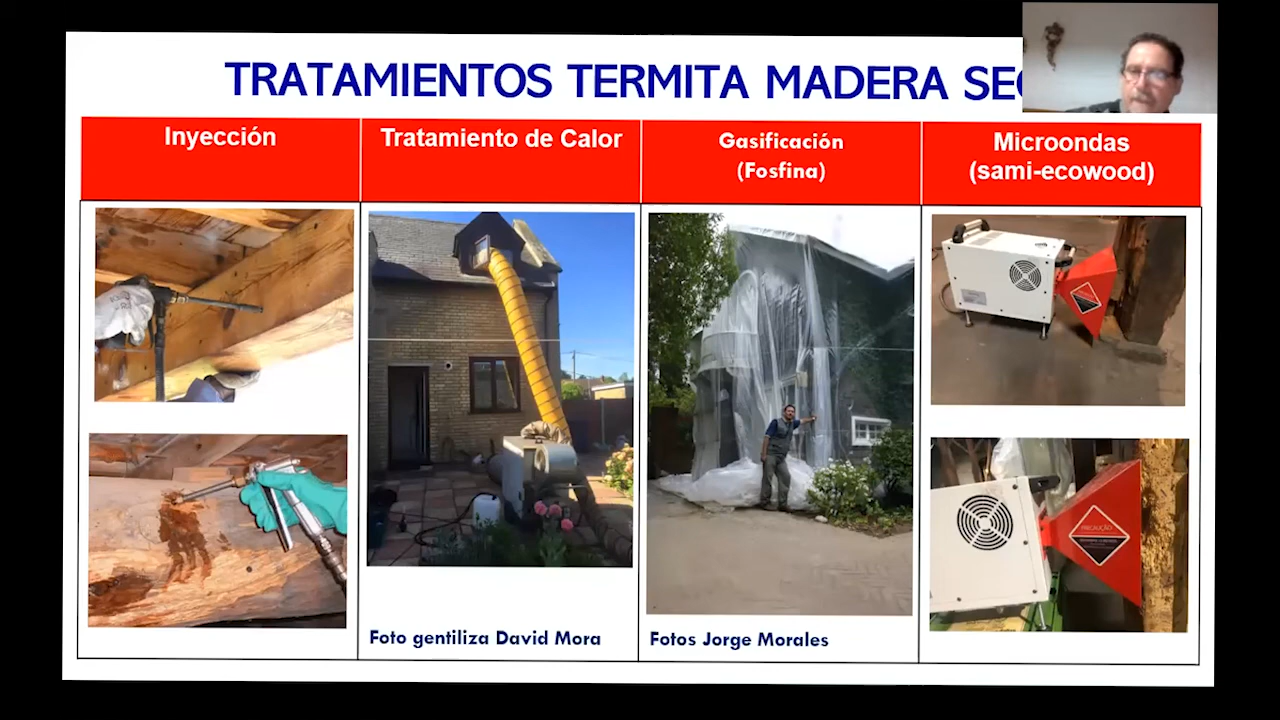 TRATAMIENTOS TERMITA MADERA SEC
Inyección
Tratamiento de Calor
Gasificación
(Fosfina)
Microondas
(sami-ecowood)
Foto gentiliza David Mora
Fotos Jorge Morales